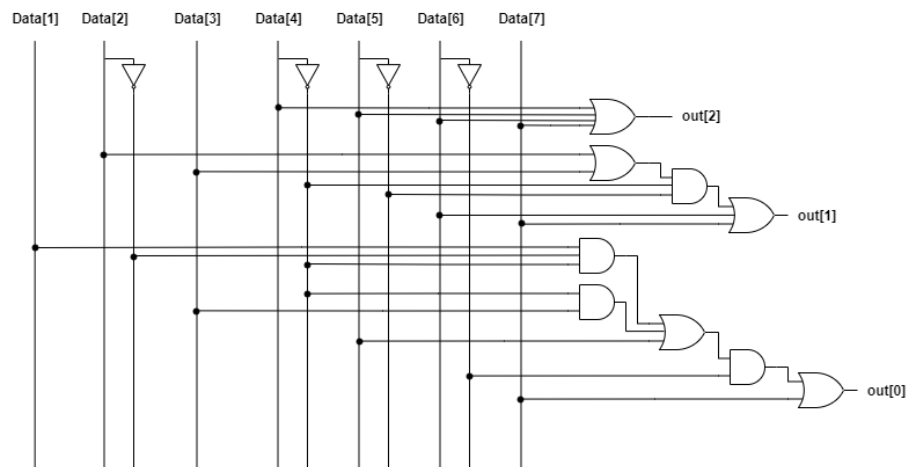 Data[1] Data[2] Data[3] Data[4] Data[5] Data[6] Data[7]
out[2]
out[1]
out[0]